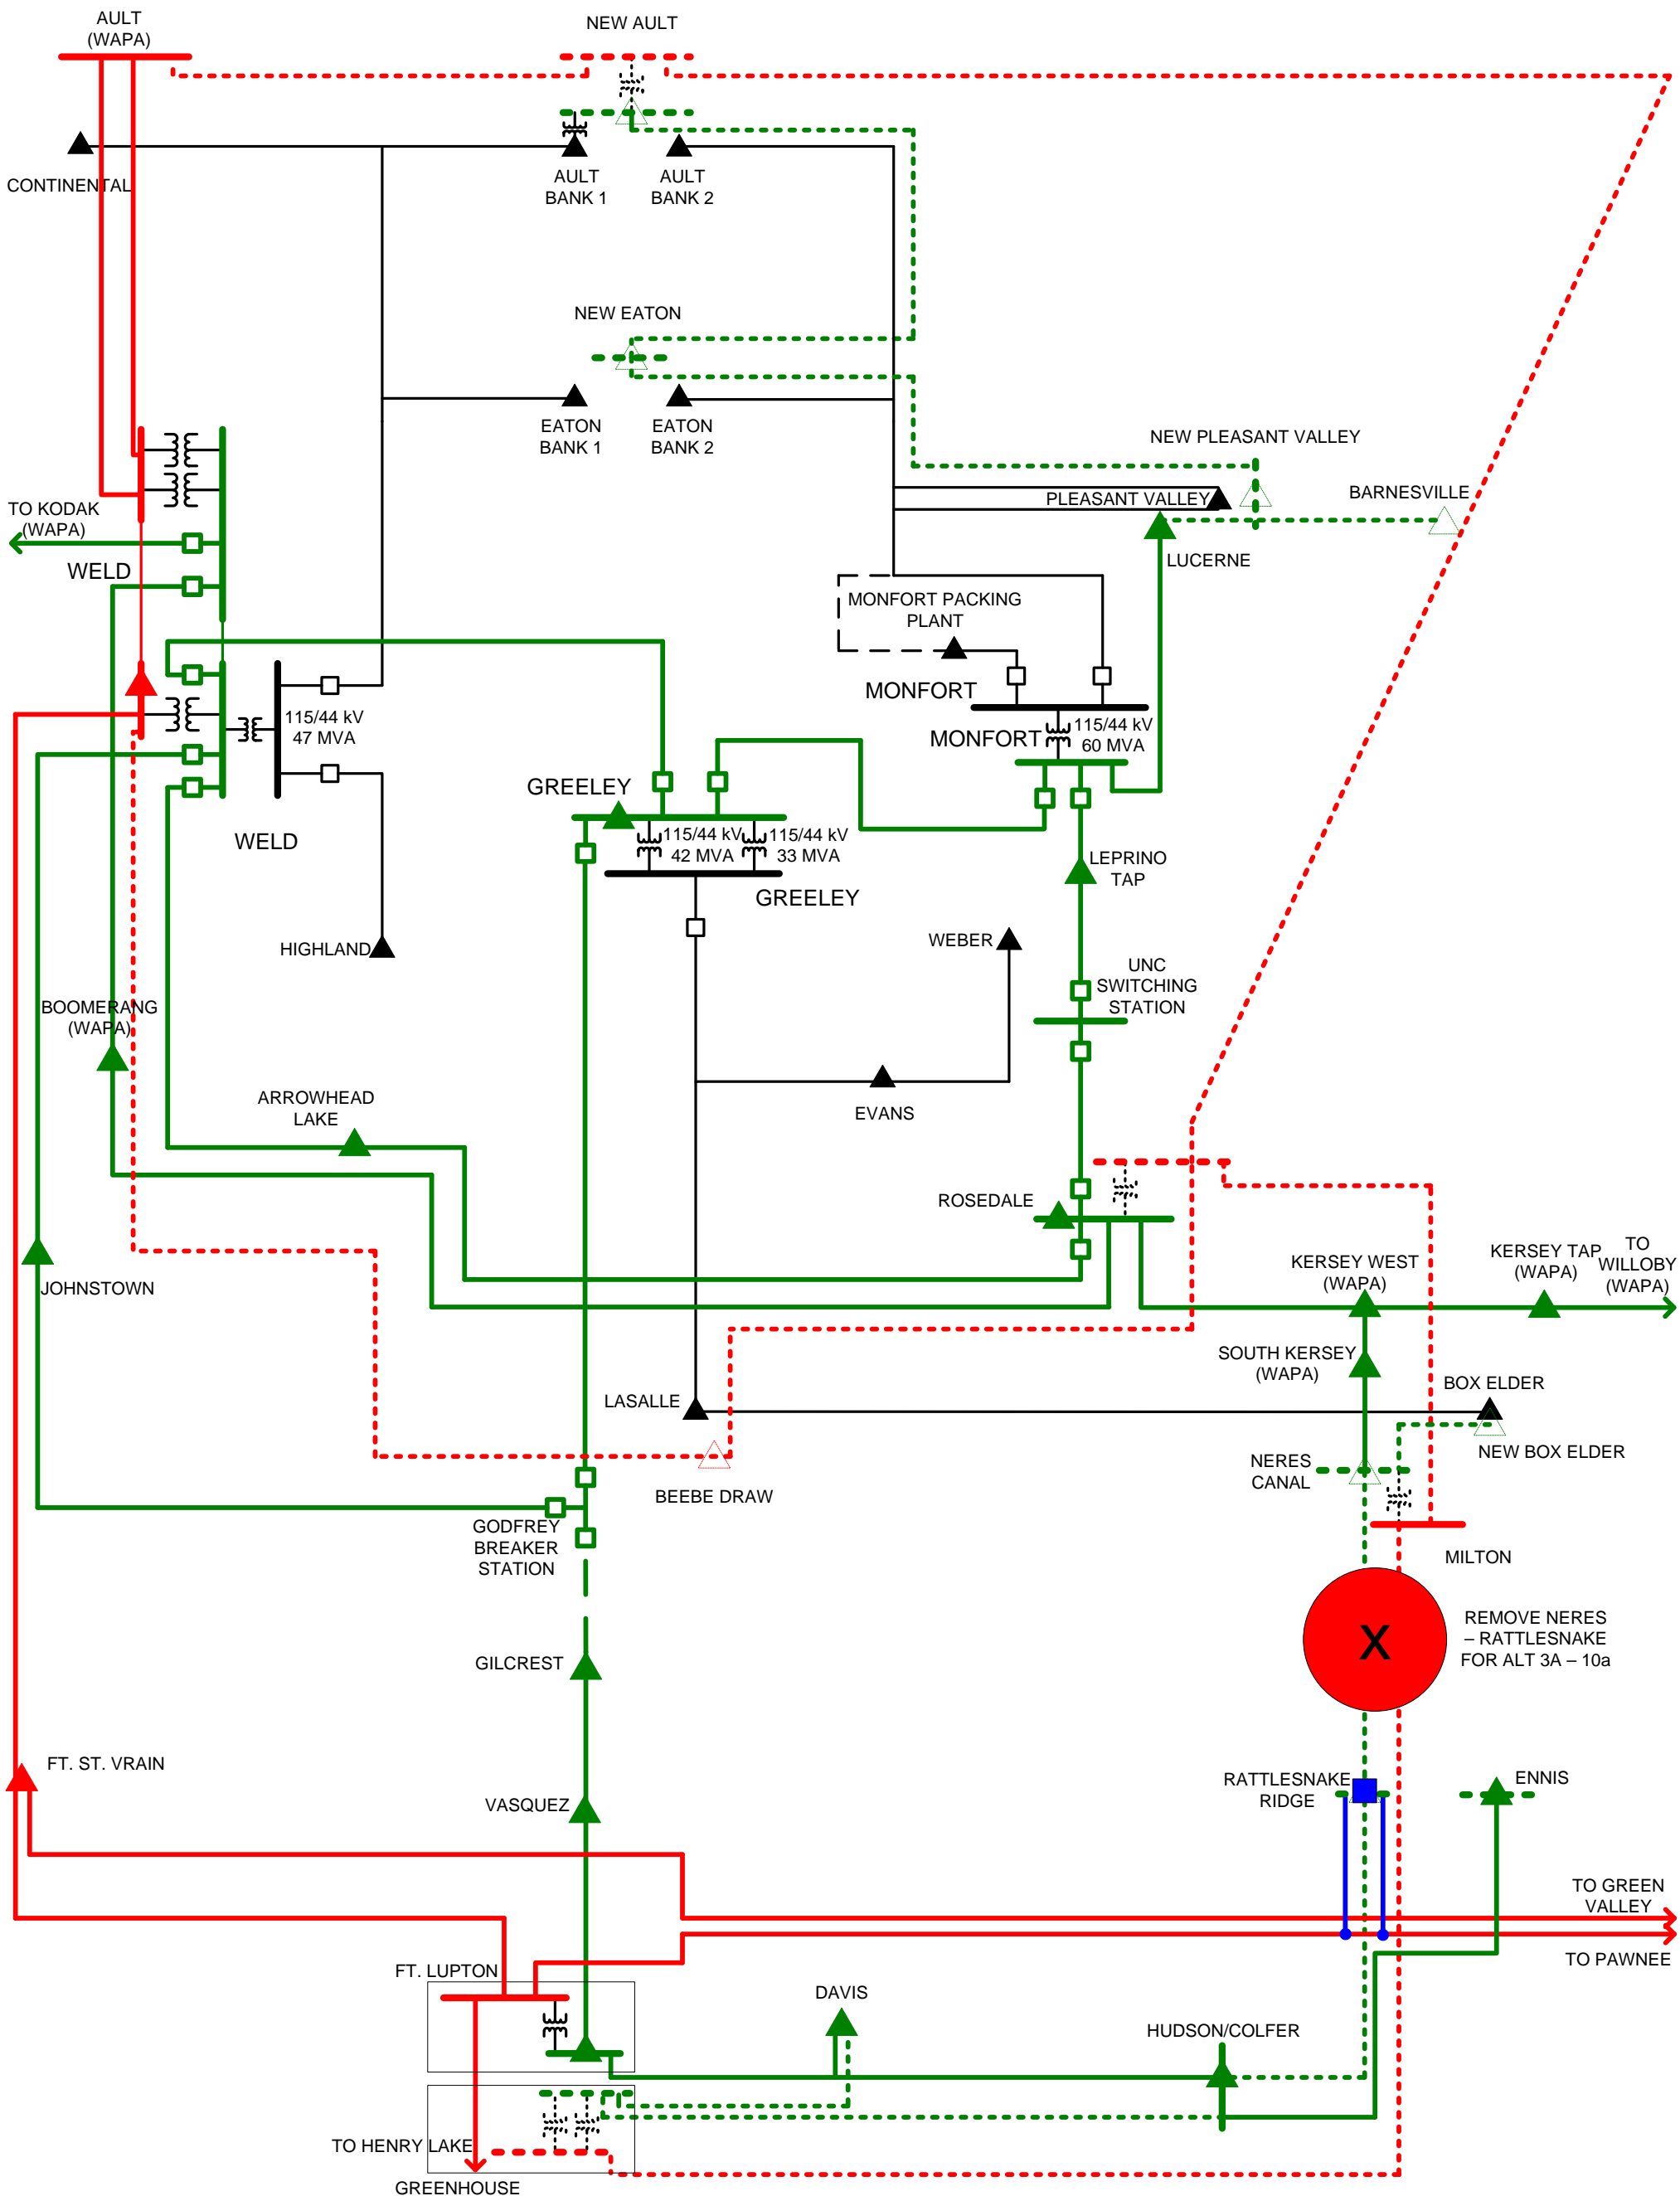 AULT
(WAPA)
NEW AULT
CONTINENTAL
AULT
BANK 1
AULT
BANK 2
NEW EATON
EATON
BANK 1
EATON
BANK 2
NEW PLEASANT VALLEY
PLEASANT VALLEY
BARNESVILLE
LUCERNE
TO KODAK
(WAPA)
WELD
MONFORT PACKING
PLANT
MONFORT
115/44 kV
47 MVA
MONFORT
115/44 kV
60 MVA
GREELEY
115/44 kV
42 MVA
115/44 kV
33 MVA
WELD
GREELEY
LEPRINO
TAP
HIGHLAND
WEBER
UNC
SWITCHING
STATION
BOOMERANG
(WAPA)
ARROWHEAD
LAKE
EVANS
ROSEDALE
JOHNSTOWN
KERSEY WEST
(WAPA)
KERSEY TAP
(WAPA)
TO
WILLOBY
(WAPA)
SOUTH KERSEY
(WAPA)
LASALLE
BOX ELDER
NEW BOX ELDER
NERES
CANAL
BEEBE DRAW
GODFREY
BREAKER
STATION
MILTON
X
REMOVE NERES
– RATTLESNAKE
FOR ALT 3A – 10a
GILCREST
FT. ST. VRAIN
VASQUEZ
RATTLESNAKE
RIDGE
ENNIS
TO GREEN
VALLEY
TO PAWNEE
FT. LUPTON
DAVIS
HUDSON/COLFER
TO HENRY LAKE
GREENHOUSE